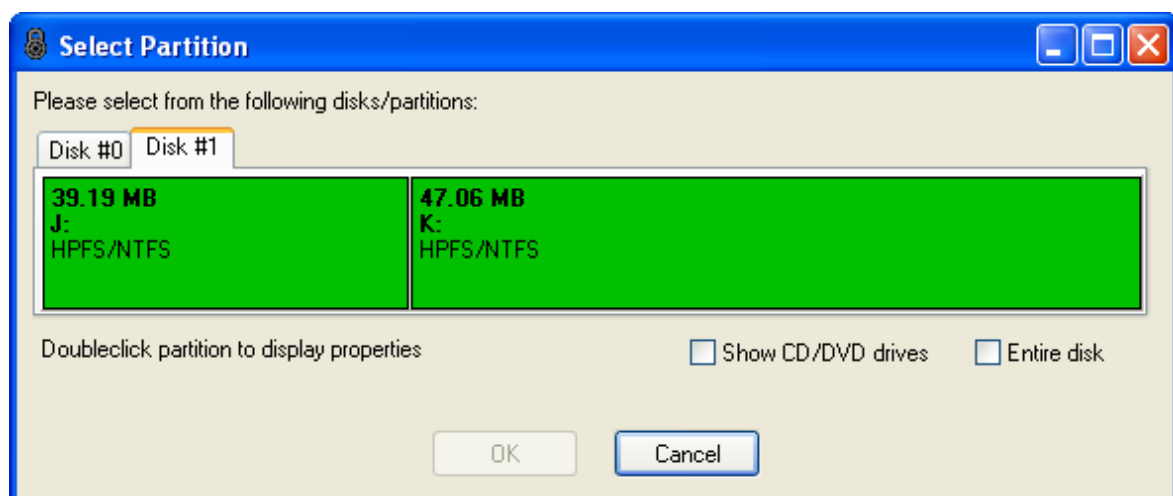 Select Partition
Please select from the following disks/partitions:
Disk #0 Disk #1
39.19 MB
J:
HPFS/NTFS
47.06 MB
K:
HPFS/NTFS
Doubleclick partition to display properties
Show CD/DVD drives
Entire disk
OK
Cancel